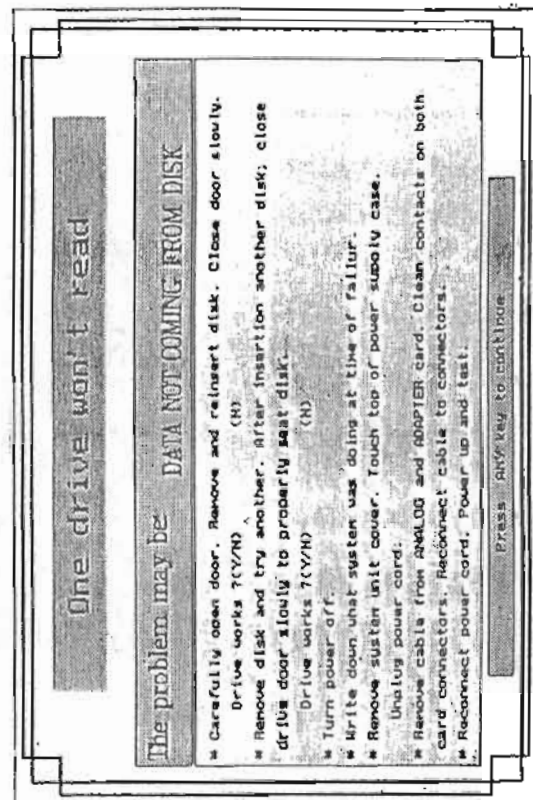 One drive won't read
The problem may be: DATA NOT COMING FROM DISK
* Carefully open door. Remove and reinsert disk. Close door slowly.
Drive works ?(Y/N) (N)
* Remove disk and try another. After insertion another disk; close
drive door slowly to properly seat disk.
Drive works ?(Y/N) (N)
* Turn power off.
* Write down what system was doing at time of failur.
* Remove system unit cover. Touch top of power supply case.
Unplug power cord.
* Remove cable from ANALOG and ADAPTER card. Clean contacts on both
card connectors. Reconnect cable to connectors.
* Reconnect power cord. Power up and test.
Press ANY key to continue